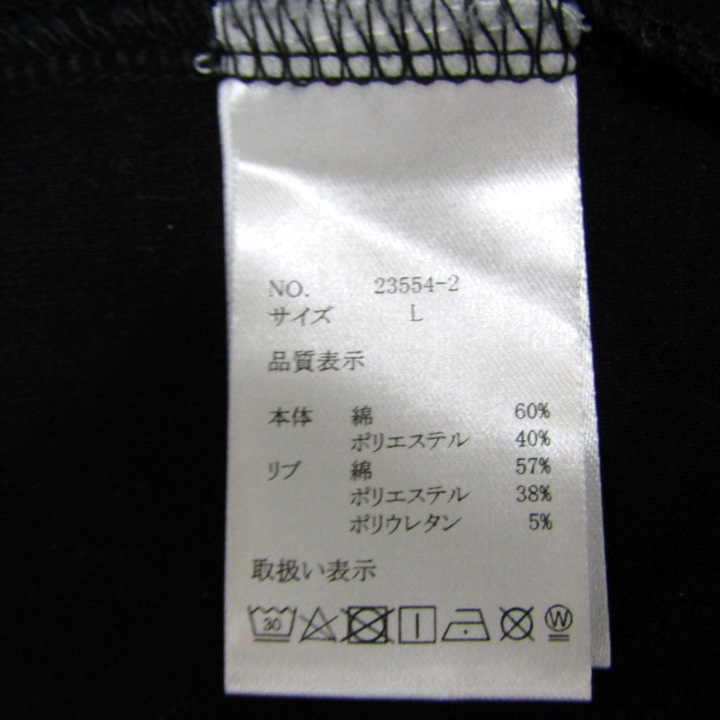 NO. 23554-2
サイズ L
品質表示
本体 綿 60%
ポリエステル 40%
リブ 綿 57%
ポリエステル 38%
ポリウレタン 5%
取扱い表示
30 W